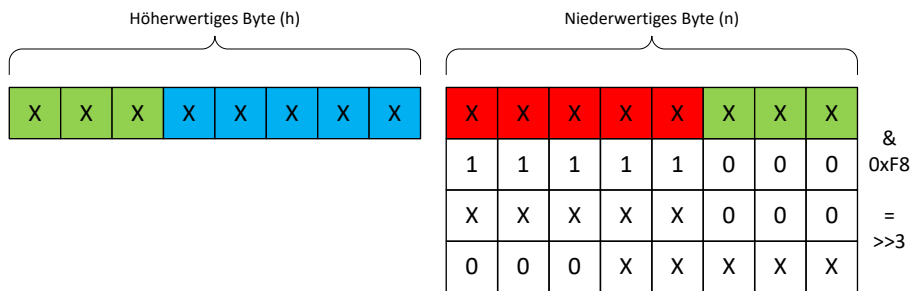 Höherwertiges Byte (h)
Niederwertiges Byte (n)
X X X X X X X X
X X X X X X X X
&
0xF8
1 1 1 1 1 0 0 0
X X X X X 0 0 0
=
>>3
0 0 0 X X X X X